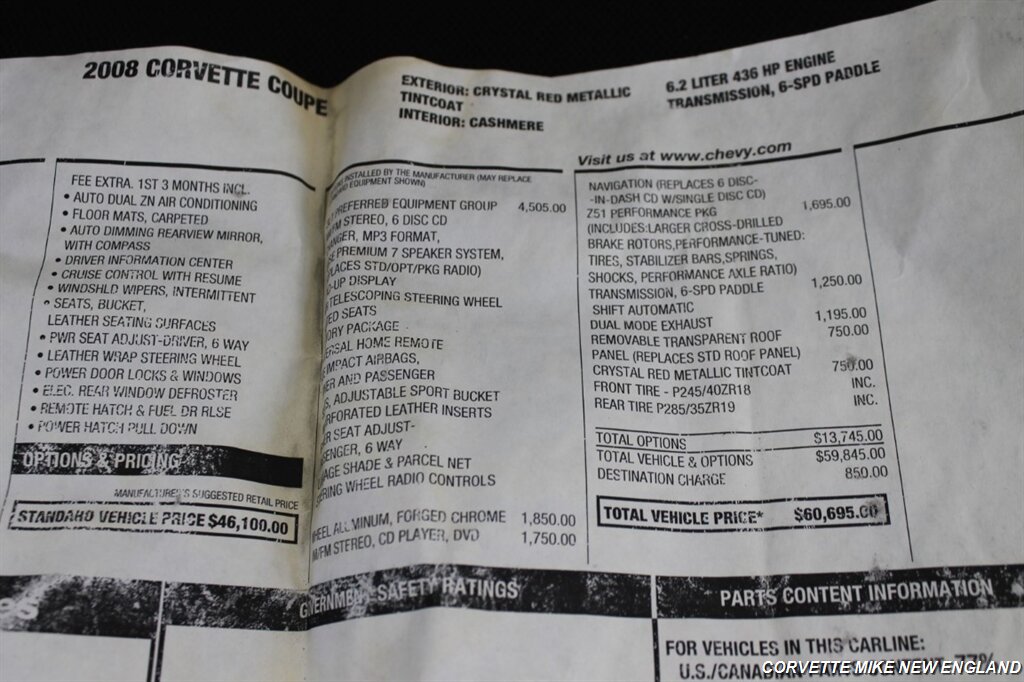 2008 CORVETTE COUPE
EXTERIOR: CRYSTAL RED METALLIC
TINTCOAT
INTERIOR: CASHMERE
6.2 LITER 436 HP ENGINE
TRANSMISSION, 6-SPD PADDLE
FEE EXTRA. 1ST 3 MONTHS INCL.
• AUTO DUAL ZN AIR CONDITIONING
• FLOOR MATS, CARPETED
• AUTO DIMMING REARVIEW MIRROR,
WITH COMPASS
• DRIVER INFORMATION CENTER
• CRUISE CONTROL WITH RESUME
• WINDSHLD WIPERS, INTERMITTENT
• SEATS, BUCKET,
LEATHER SEATING SURFACES
• PWR SEAT ADJUST-DRIVER, 6 WAY
• LEATHER WRAP STEERING WHEEL
• POWER DOOR LOCKS & WINDOWS
• ELEC. REAR WINDOW DEFROSTER
• REMOTE HATCH & FUEL DR RLSE
• POWER HATCH PULL DOWN
OPTIONS & PRICING
MANUFACTURER'S SUGGESTED RETAIL PRICE
STANDARD VEHICLE PRICE $46,100.00
INSTALLED BY THE MANUFACTURER (MAY REPLACE
EQUIPMENT SHOWN)
PREFERRED EQUIPMENT GROUP 4,505.00
STEREO, 6 DISC CD
MP3 FORMAT,
PREMIUM 7 SPEAKER SYSTEM,
STD/OPT/PKG RADIO)
DISPLAY
TELESCOPING STEERING WHEEL
SEATS
PACKAGE
HOME REMOTE
AIRBAGS,
AND PASSENGER
ADJUSTABLE SPORT BUCKET
LEATHER INSERTS
SEAT ADJUST-
6 WAY
SHADE & PARCEL NET
WHEEL RADIO CONTROLS
ALUMINUM, FORGED CHROME 1,850.00
STEREO, CD PLAYER, DVD 1,750.00
Visit us at www.chevy.com
NAVIGATION (REPLACES 6 DISC-
-IN-DASH CD W/SINGLE DISC CD)
Z51 PERFORMANCE PKG 1,695.00
(INCLUDES:LARGER CROSS-DRILLED
BRAKE ROTORS,PERFORMANCE-TUNED:
TIRES, STABILIZER BARS,SPRINGS,
SHOCKS, PERFORMANCE AXLE RATIO)
TRANSMISSION, 6-SPD PADDLE 1,250.00
SHIFT AUTOMATIC
DUAL MODE EXHAUST 1,195.00
REMOVABLE TRANSPARENT ROOF 750.00
PANEL (REPLACES STD ROOF PANEL)
CRYSTAL RED METALLIC TINTCOAT 750.00
FRONT TIRE - P245/40ZR18 INC.
REAR TIRE P285/35ZR19 INC.
TOTAL OPTIONS $13,745.00
TOTAL VEHICLE & OPTIONS $59,845.00
DESTINATION CHARGE 850.00
TOTAL VEHICLE PRICE* $60,695.00
GOVERNMENT SAFETY RATINGS
PARTS CONTENT INFORMATION
FOR VEHICLES IN THIS CARLINE:
U.S./CANADIAN 77%
CORVETTE MIKE NEW ENGLAND